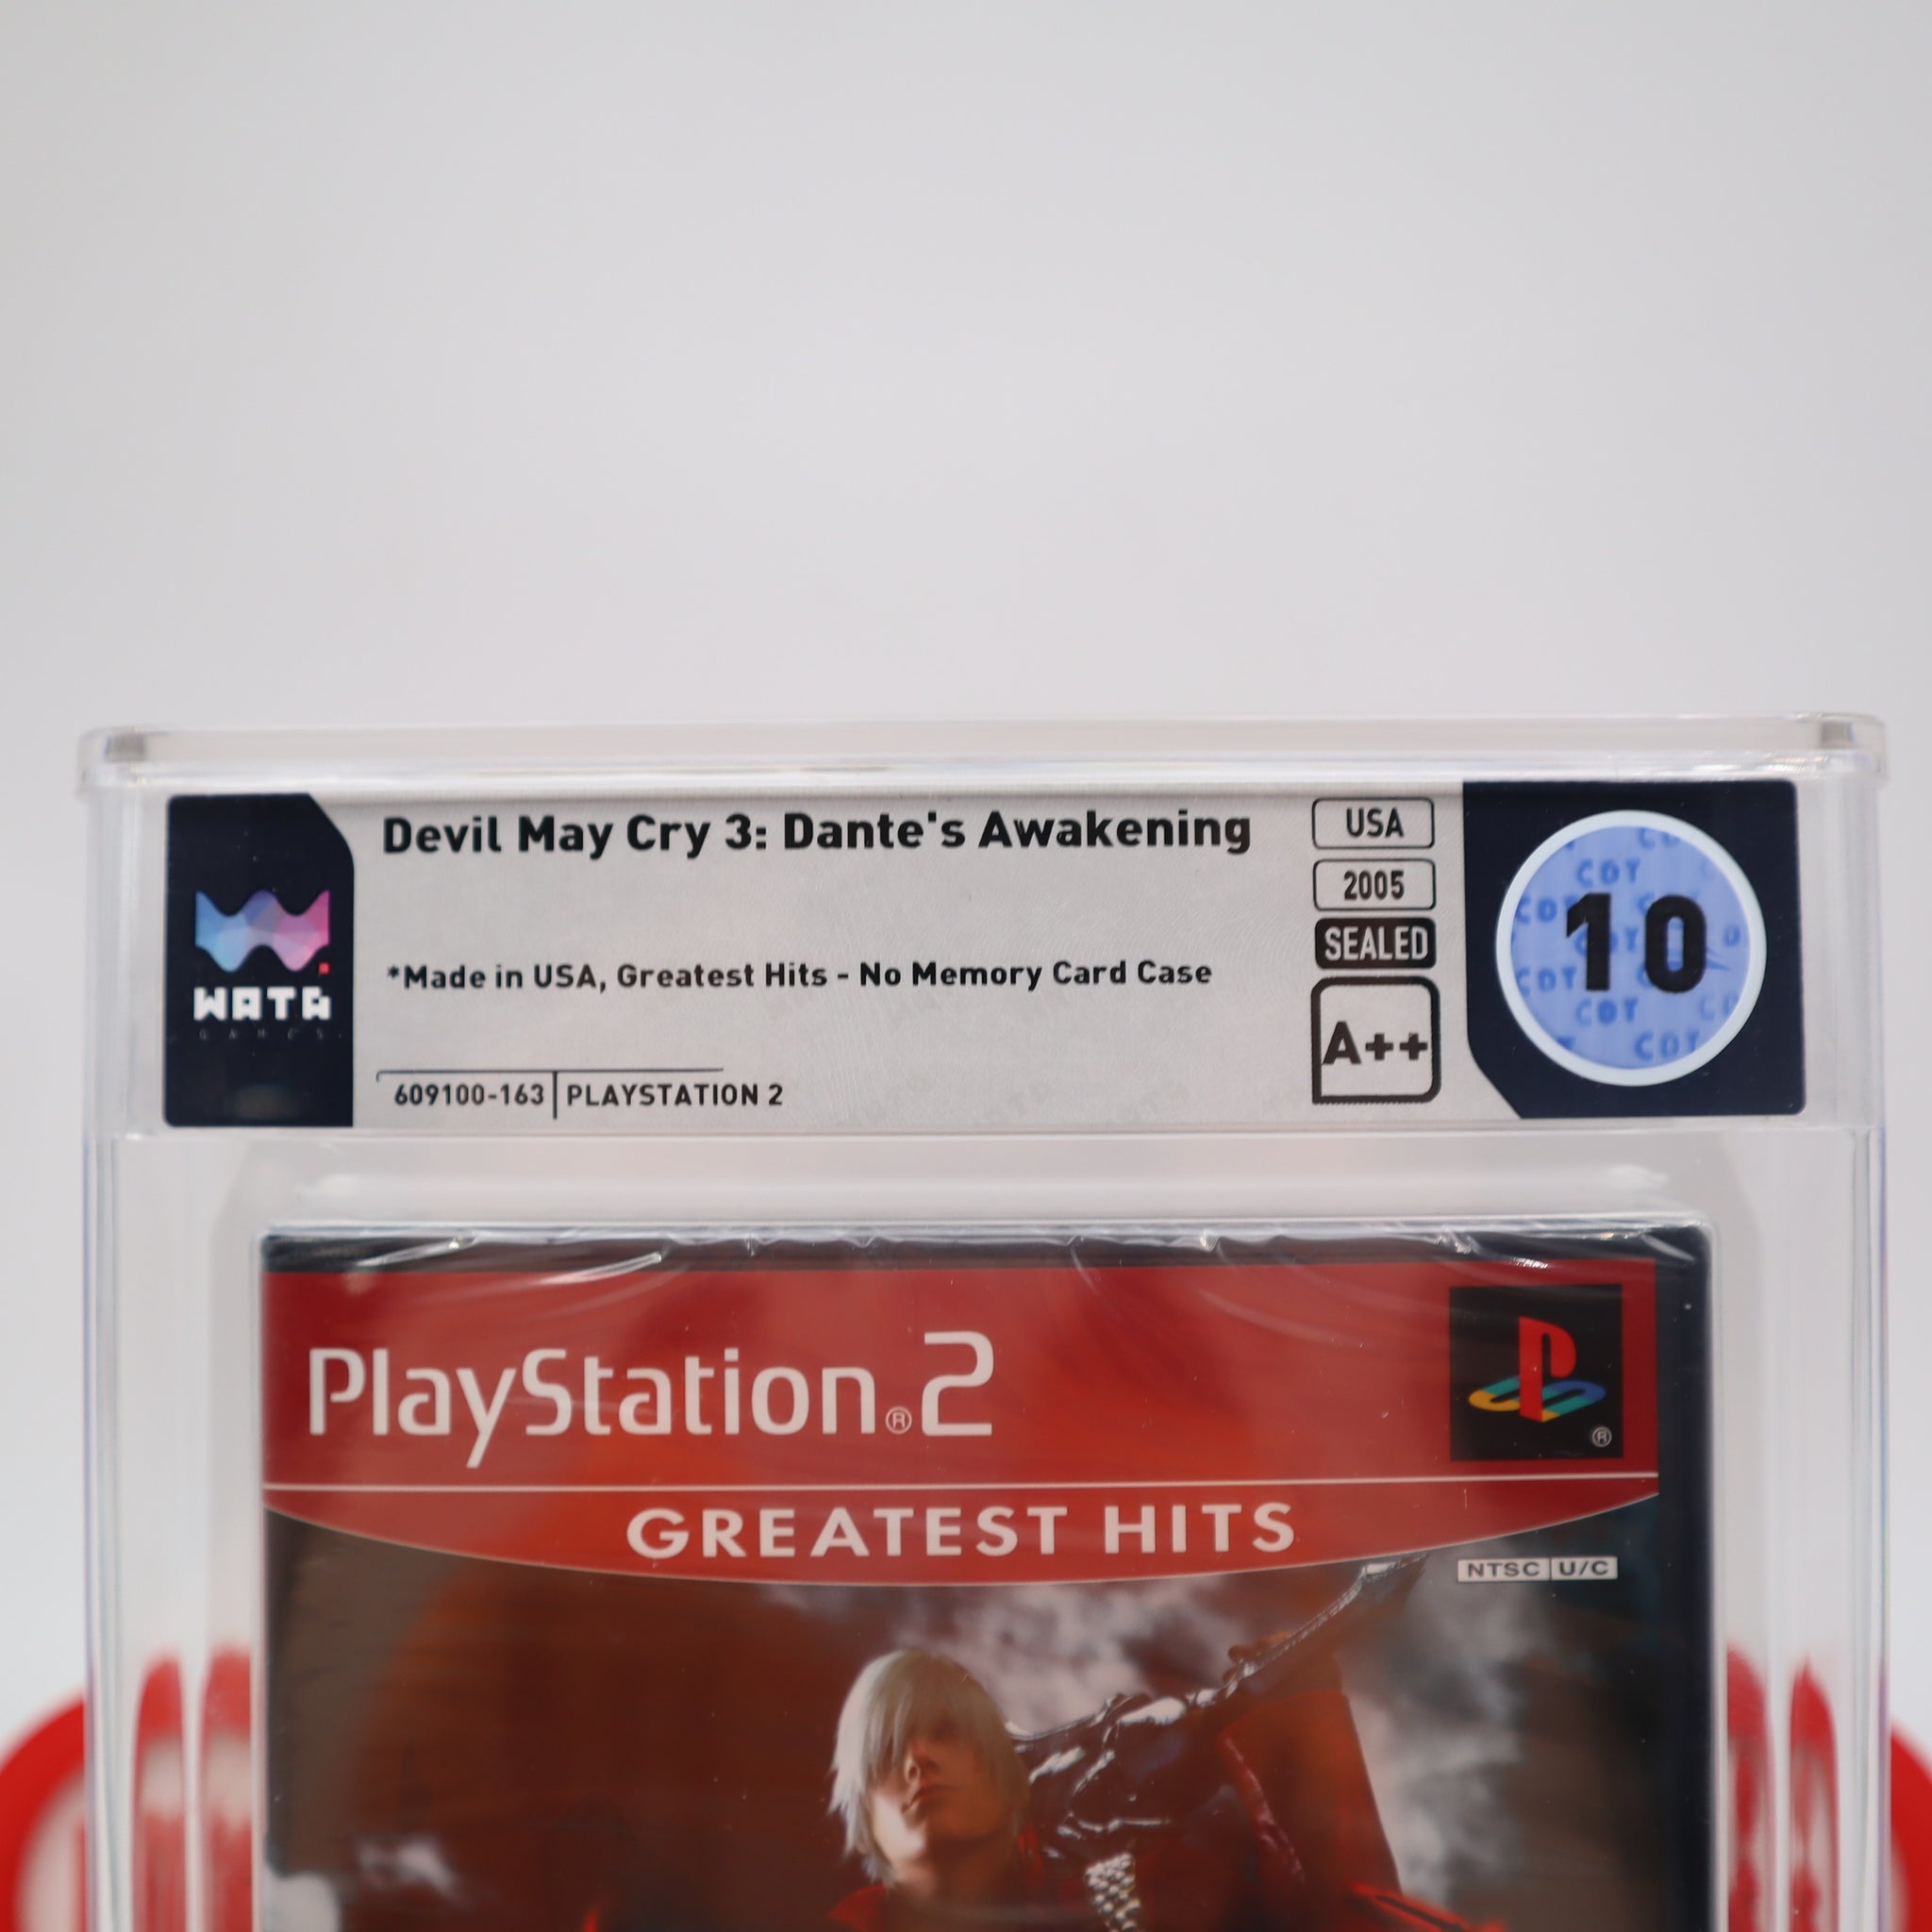 Devil May Cry 3: Dante's Awakening
*Made in USA, Greatest Hits - No Memory Card Case
609100-163 PLAYSTATION 2
WATA
GAMES
USA
2005
SEALED
A++
10
PlayStation®2
GREATEST HITS
NTSC U/C